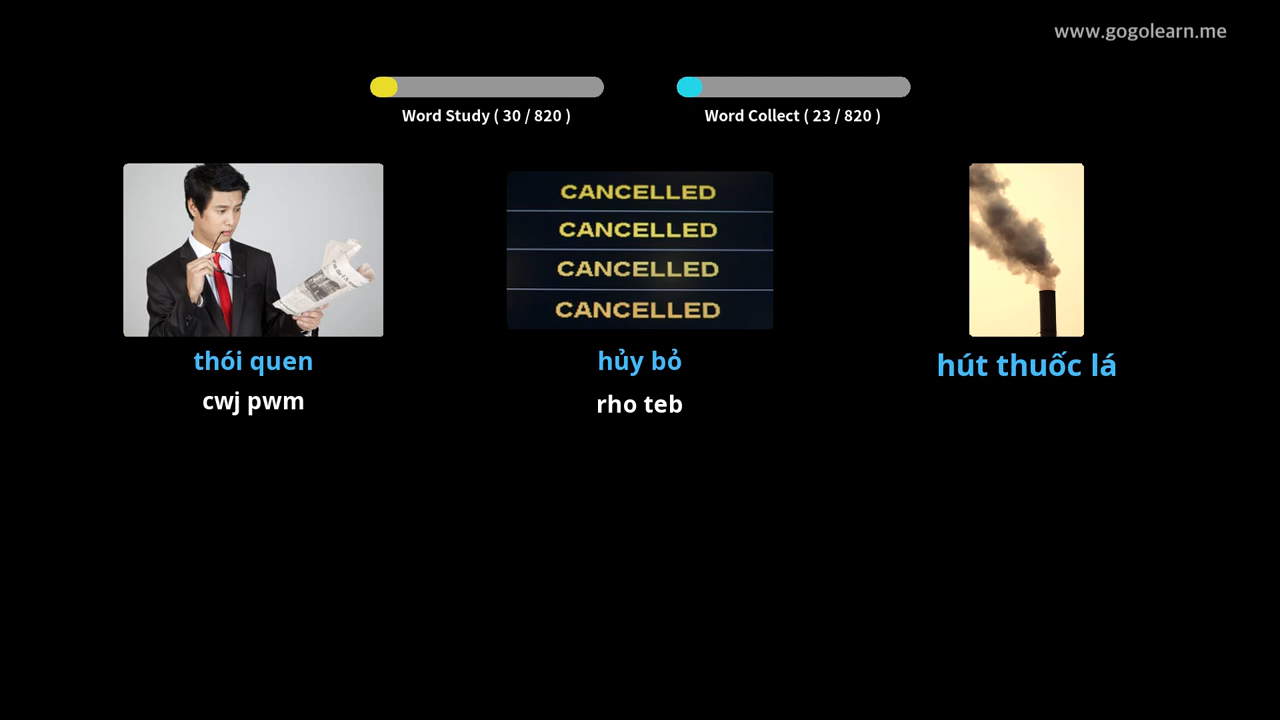 www.gogolearn.me
Word Study ( 30 / 820 )
Word Collect ( 23 / 820 )
CANCELLED
CANCELLED
CANCELLED
CANCELLED
thói quen
hủy bỏ
hút thuốc lá
cwj pwm
rho teb